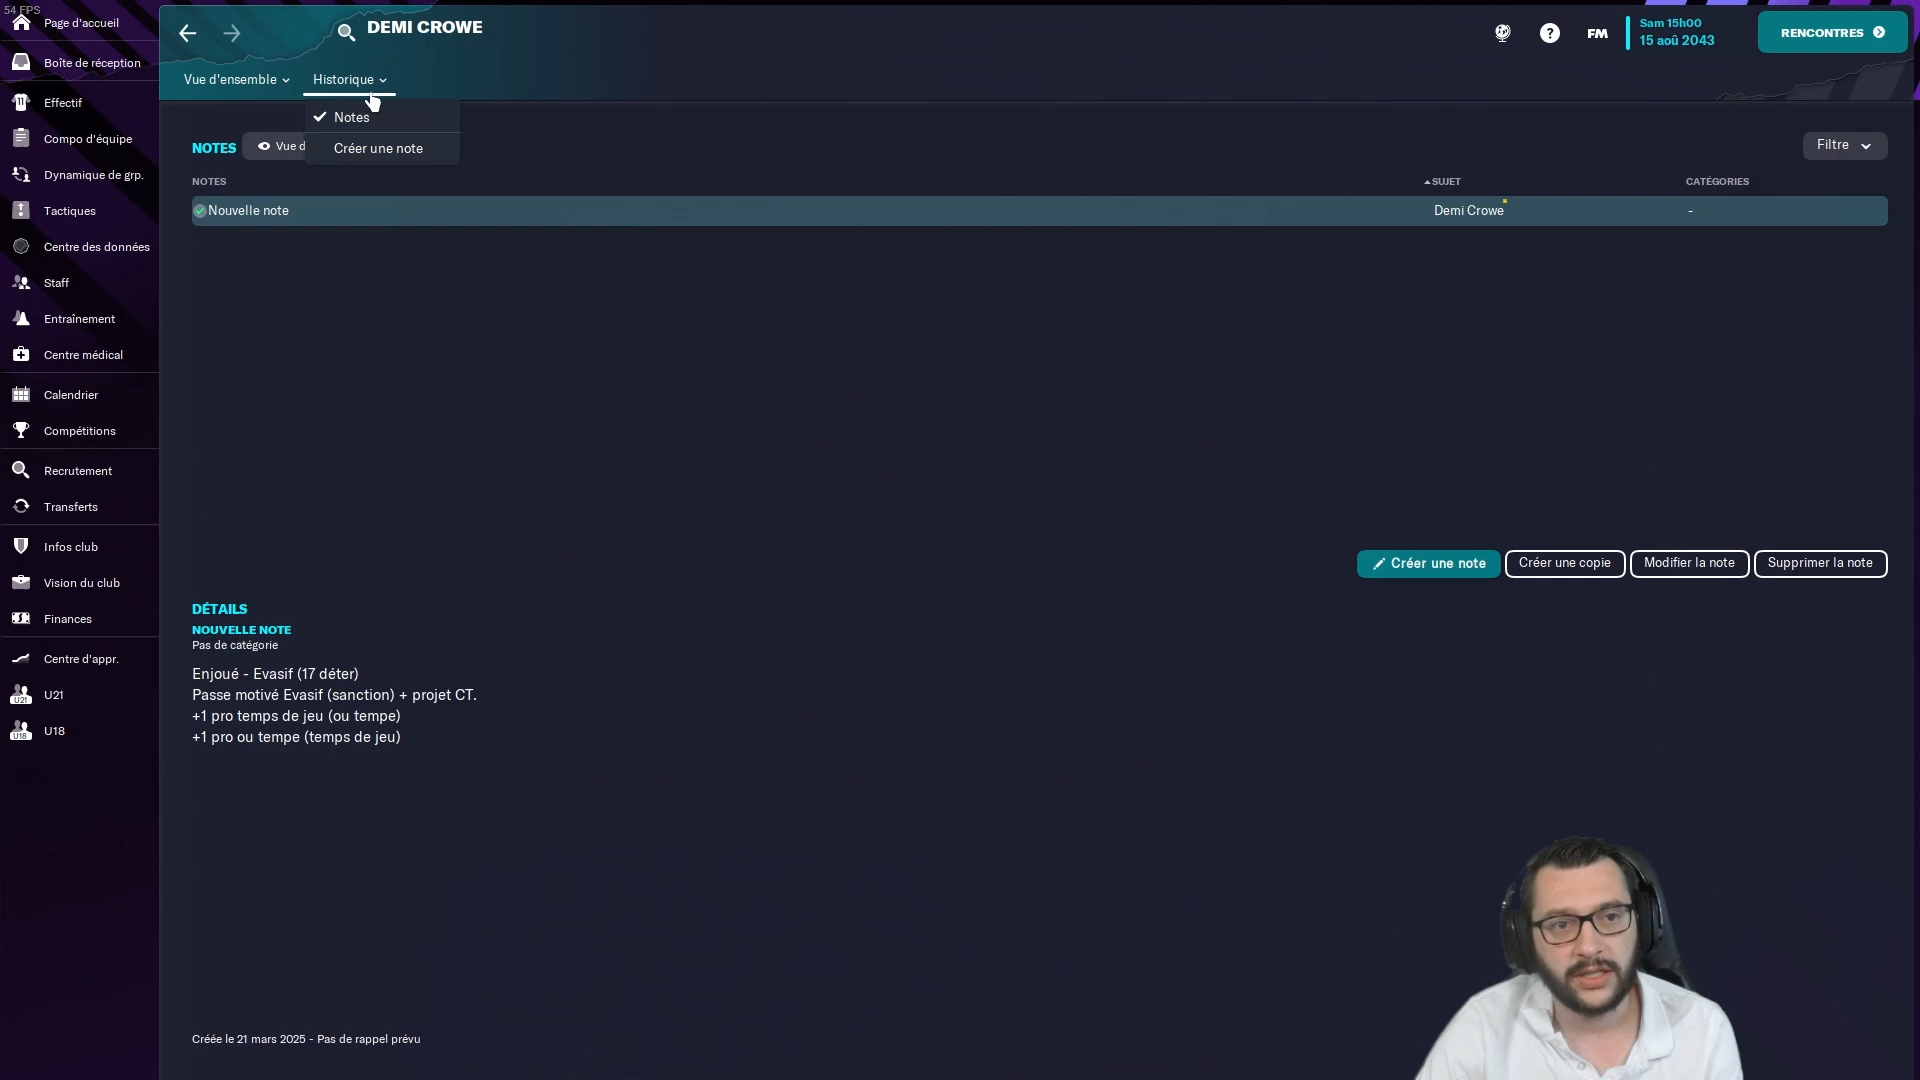 54 FPS
Page d'accueil
Boîte de réception
Effectif
Compo d'équipe
Dynamique de grp.
Tactiques
Centre des données
Staff
Entraînement
Centre médical
Calendrier
Compétitions
Recrutement
Transferts
Infos club
Vision du club
Finances
Centre d'appr.
U21
U21
U18
U18
DEMI CROWE
?
FM
Sam 15h00
15 aoû 2043
RENCONTRES
Vue d'ensemble
Historique
Notes
Créer une note
NOTES
Vue d
Filtre
NOTES
SUJET
CATÉGORIES
Nouvelle note
Demi Crowe
-
Créer une note
Créer une copie
Modifier la note
Supprimer la note
DÉTAILS
NOUVELLE NOTE
Pas de catégorie
Enjoué - Evasif (17 déter)
Passe motivé Evasif (sanction) + projet CT.
+1 pro temps de jeu (ou tempe)
+1 pro ou tempe (temps de jeu)
Créée le 21 mars 2025 - Pas de rappel prévu